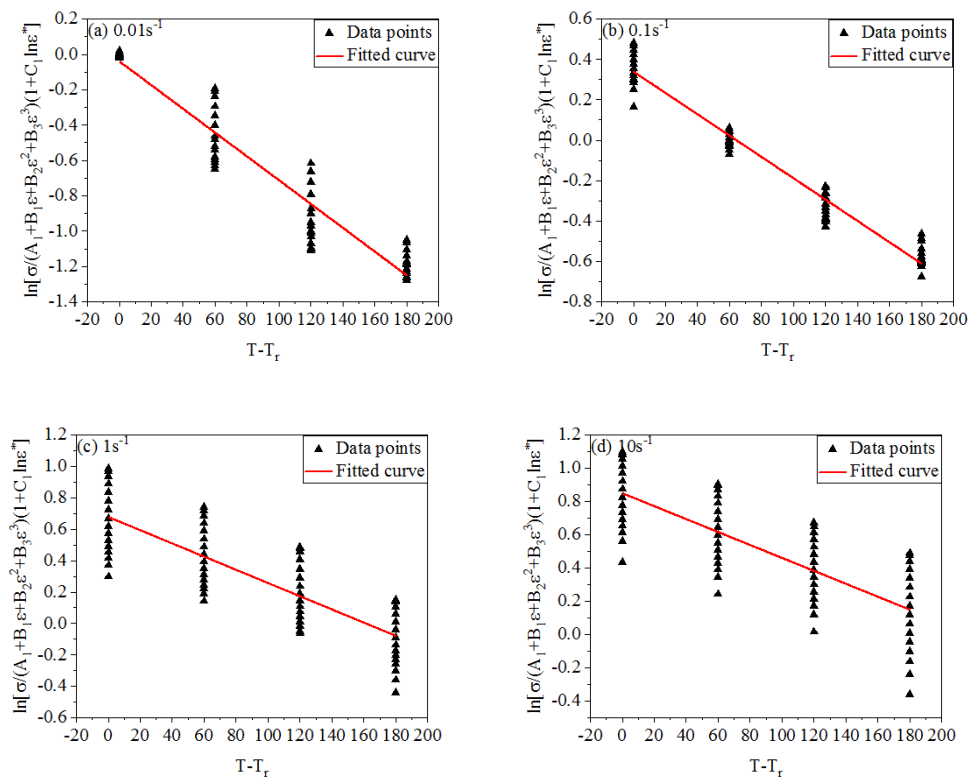 (a) 0.01s⁻¹
Data points
Fitted curve
0.2
0.0
-0.2
-0.4
-0.6
-0.8
-1.0
-1.2
-1.4
-20 0 20 40 60 80 100 120 140 160 180 200
T-Tᵣ
ln[σ/(A₁+B₁ε+B₂ε²+B₃ε³)(1+C₁lnε*]
(b) 0.1s⁻¹
Data points
Fitted curve
0.6
0.4
0.2
0.0
-0.2
-0.4
-0.6
-0.8
-20 0 20 40 60 80 100 120 140 160 180 200
T-Tᵣ
ln[σ/(A₁+B₁ε+B₂ε²+B₃ε³)(1+C₁lnε*]
(c) 1s⁻¹
Data points
Fitted curve
1.2
1.0
0.8
0.6
0.4
0.2
0.0
-0.2
-0.4
-0.6
-20 0 20 40 60 80 100 120 140 160 180 200
T-Tᵣ
ln[σ/(A₁+B₁ε+B₂ε²+B₃ε³)(1+C₁lnε*]
(d) 10s⁻¹
Data points
Fitted curve
1.2
1.0
0.8
0.6
0.4
0.2
0.0
-0.2
-0.4
-20 0 20 40 60 80 100 120 140 160 180 200
T-Tᵣ
ln[σ/(A₁+B₁ε+B₂ε²+B₃ε³)(1+C₁lnε*]